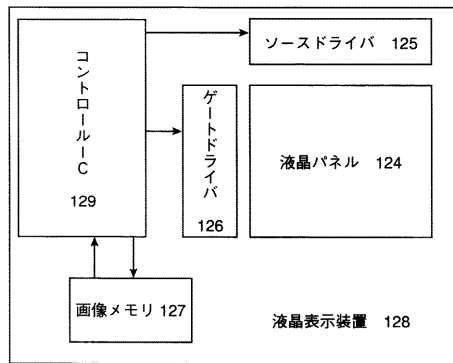 コントロールIC
129
ソースドライバ 125
ゲートドライバ
126
液晶パネル 124
画像メモリ 127
液晶表示装置 128